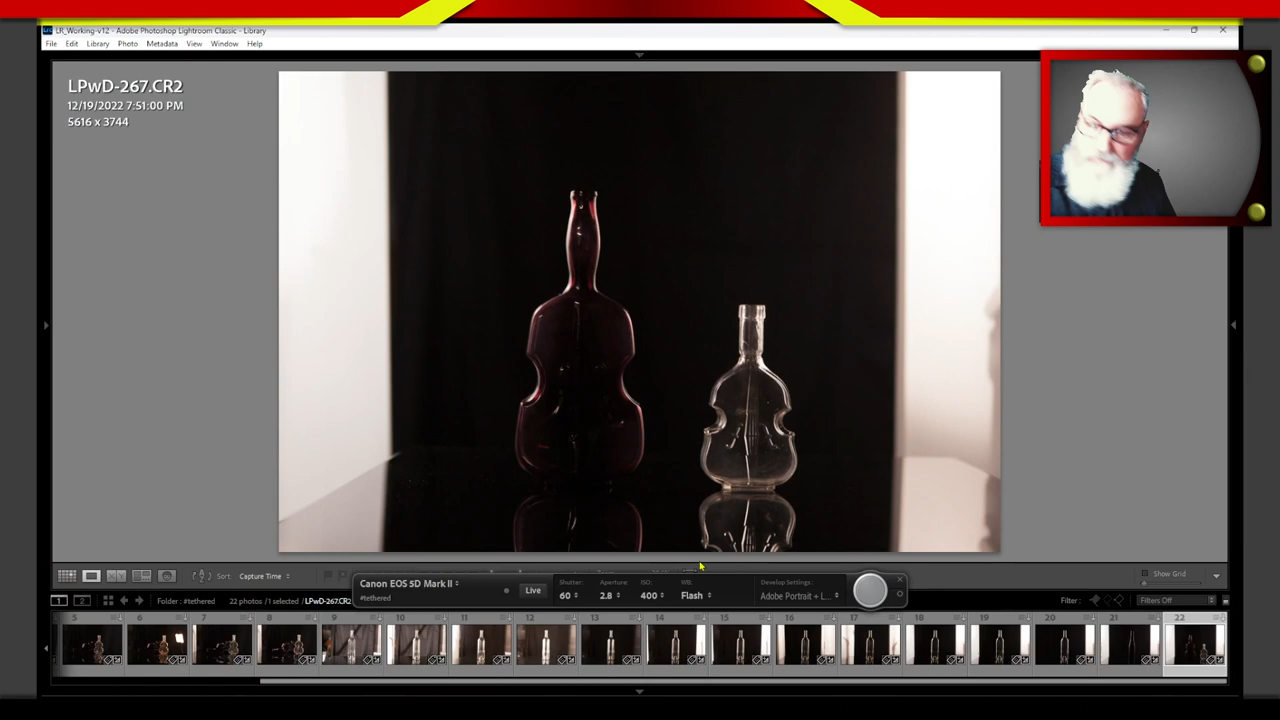 LR_Working-v12 - Adobe Photoshop Lightroom Classic - Library
File Edit Library Photo Metadata View Window Help
LPwD-267.CR2
12/19/2022 7:51:00 PM
5616 x 3744
Sort: Capture Time
Show Grid
Canon EOS 5D Mark II
#tethered
Live
Shutter: Aperture: ISO: WB: Develop Settings:
60 2.8 400 Flash Adobe Portrait + L...
1 2 Folder : #tethered 22 photos / 1 selected / LPwD-267.CR2
Filter : Filters Off
5 6 7 8 9 10 11 12 13 14 15 16 17 18 19 20 21 22